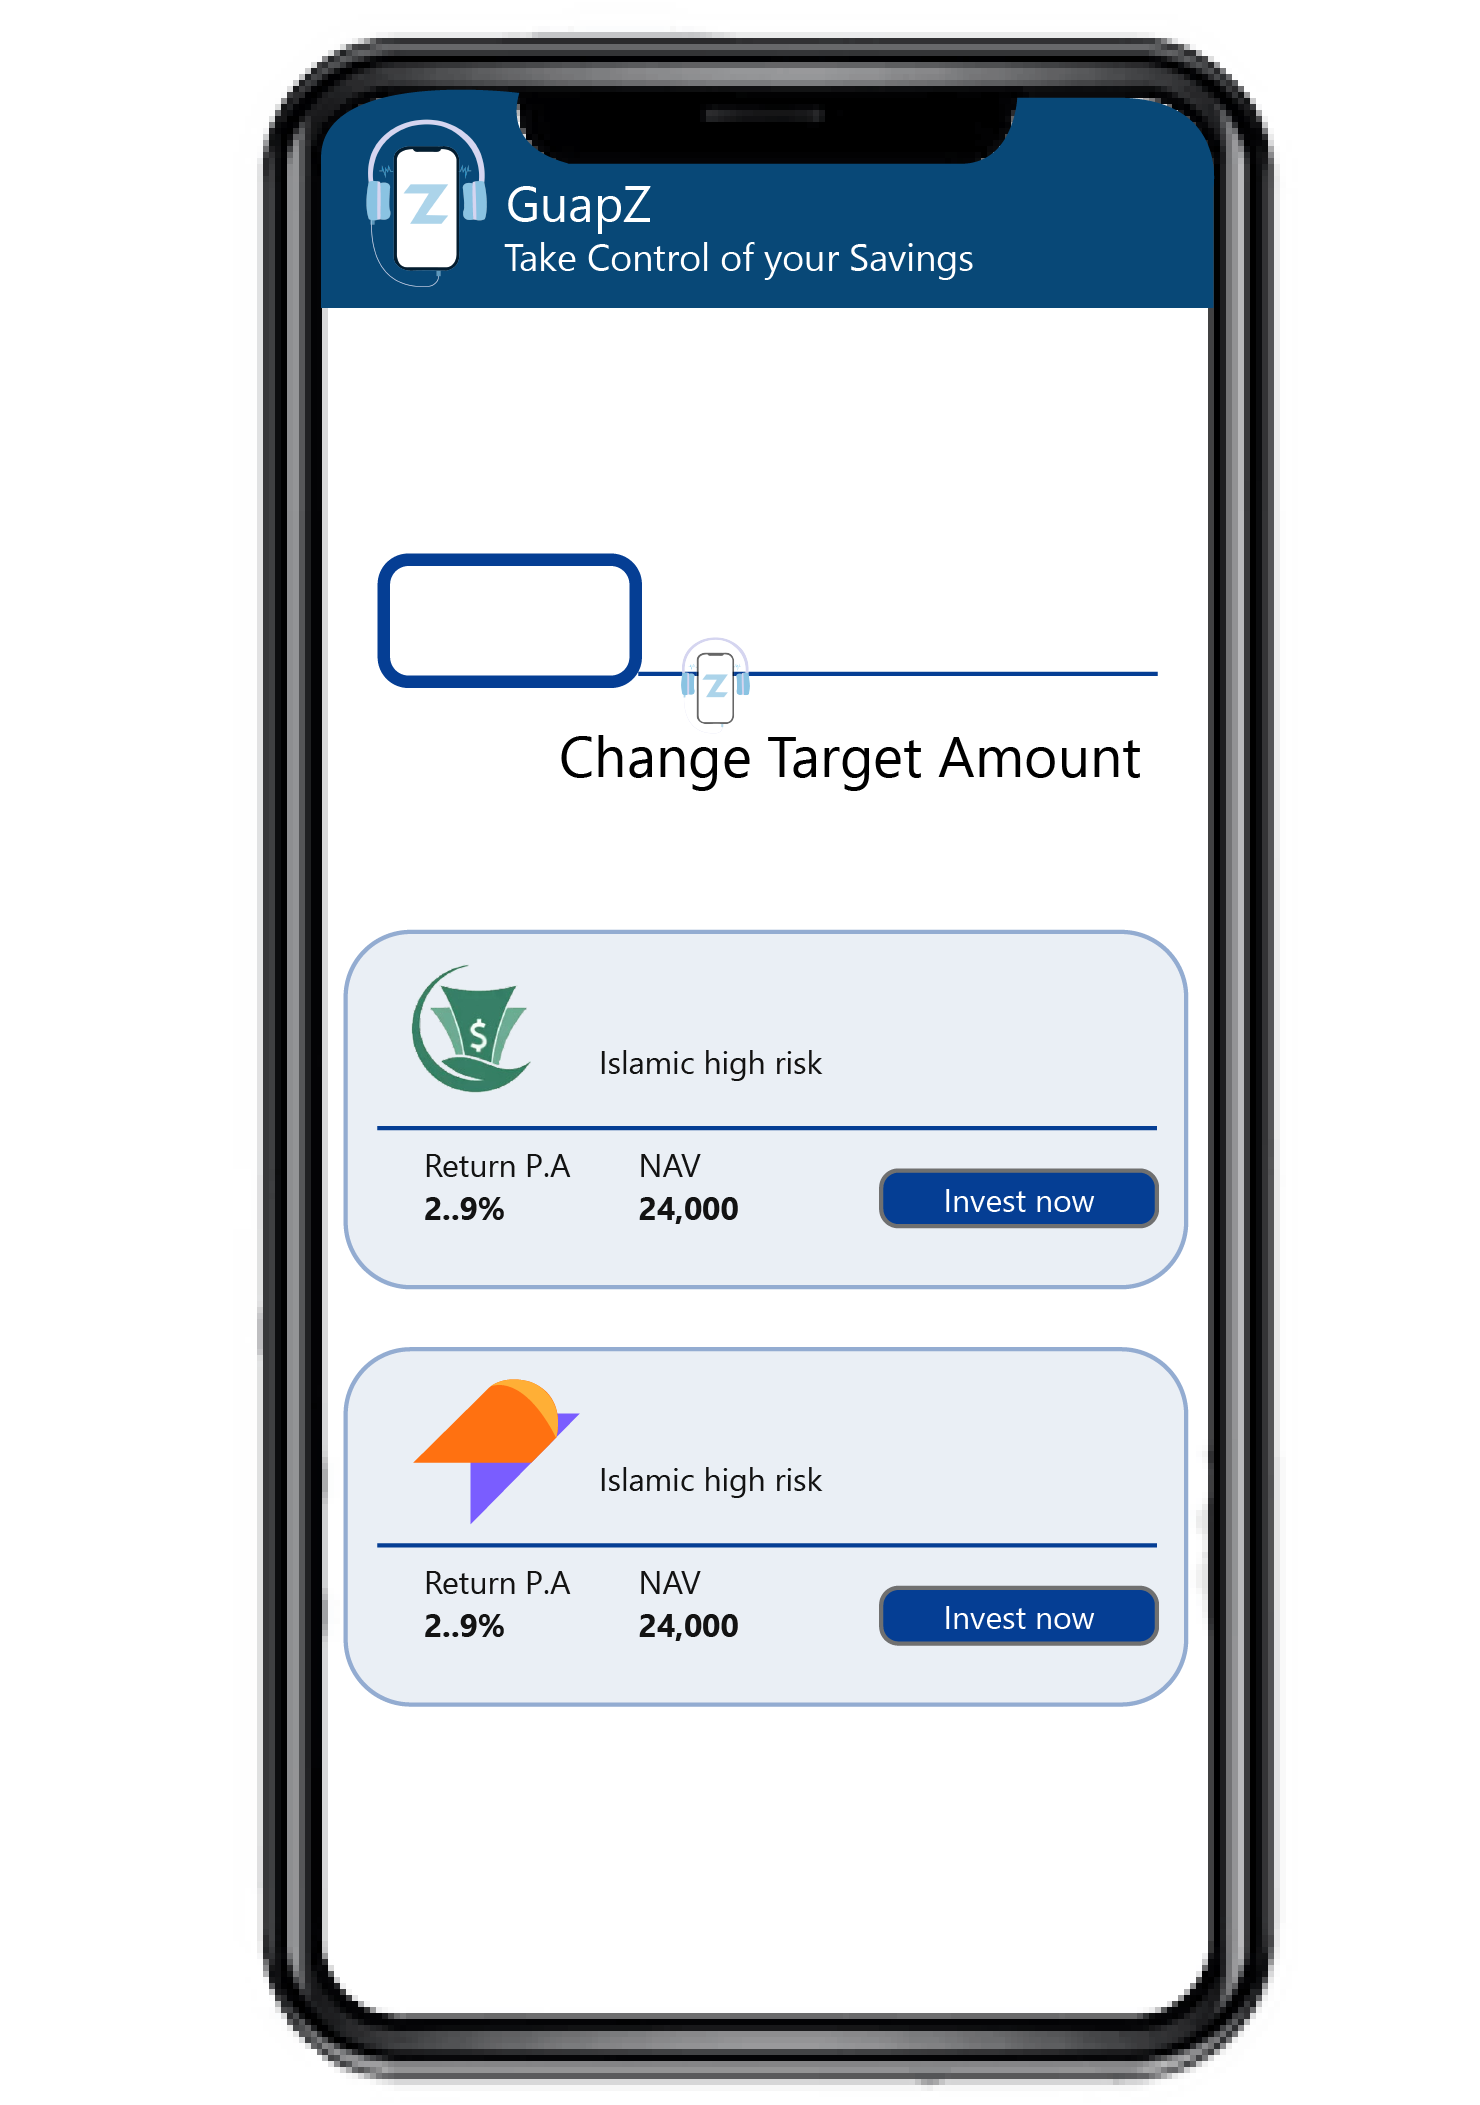 Z
GuapZ
Take Control of your Savings
Z
Change Target Amount
$
Islamic high risk
Return P.A NAV
2..9% 24,000
Invest now
Islamic high risk
Return P.A NAV
2..9% 24,000
Invest now